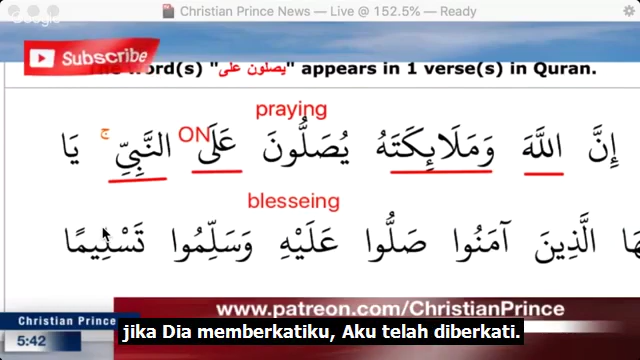 Christian Prince News — Live @ 152.5% — Ready
Subscribe
The word(s) "يصلون على" appears in 1 verse(s) in Quran.
praying
ON
إِنَّ اللَّهَ وَمَلَائِكَتَهُ يُصَلُّونَ عَلَى النَّبِيِّ ۚ يَا
blesseing
هَا الَّذِينَ آمَنُوا صَلُّوا عَلَيْهِ وَسَلِّمُوا تَسْلِيمًا
www.patreon.com/ChristianPrince
Christian Prince
5:42
jika Dia memberkatiku, Aku telah diberkati.